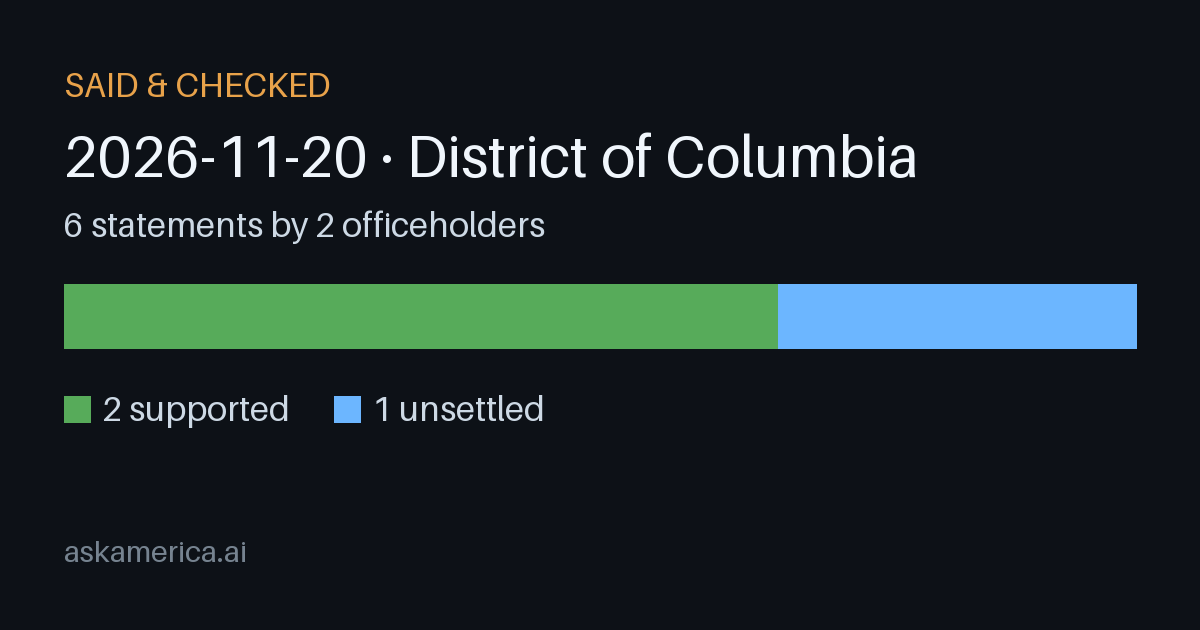 SAID & CHECKED
2026-11-20 · District of Columbia
6 statements by 2 officeholders
2 supported 1 unsettled
askamerica.ai